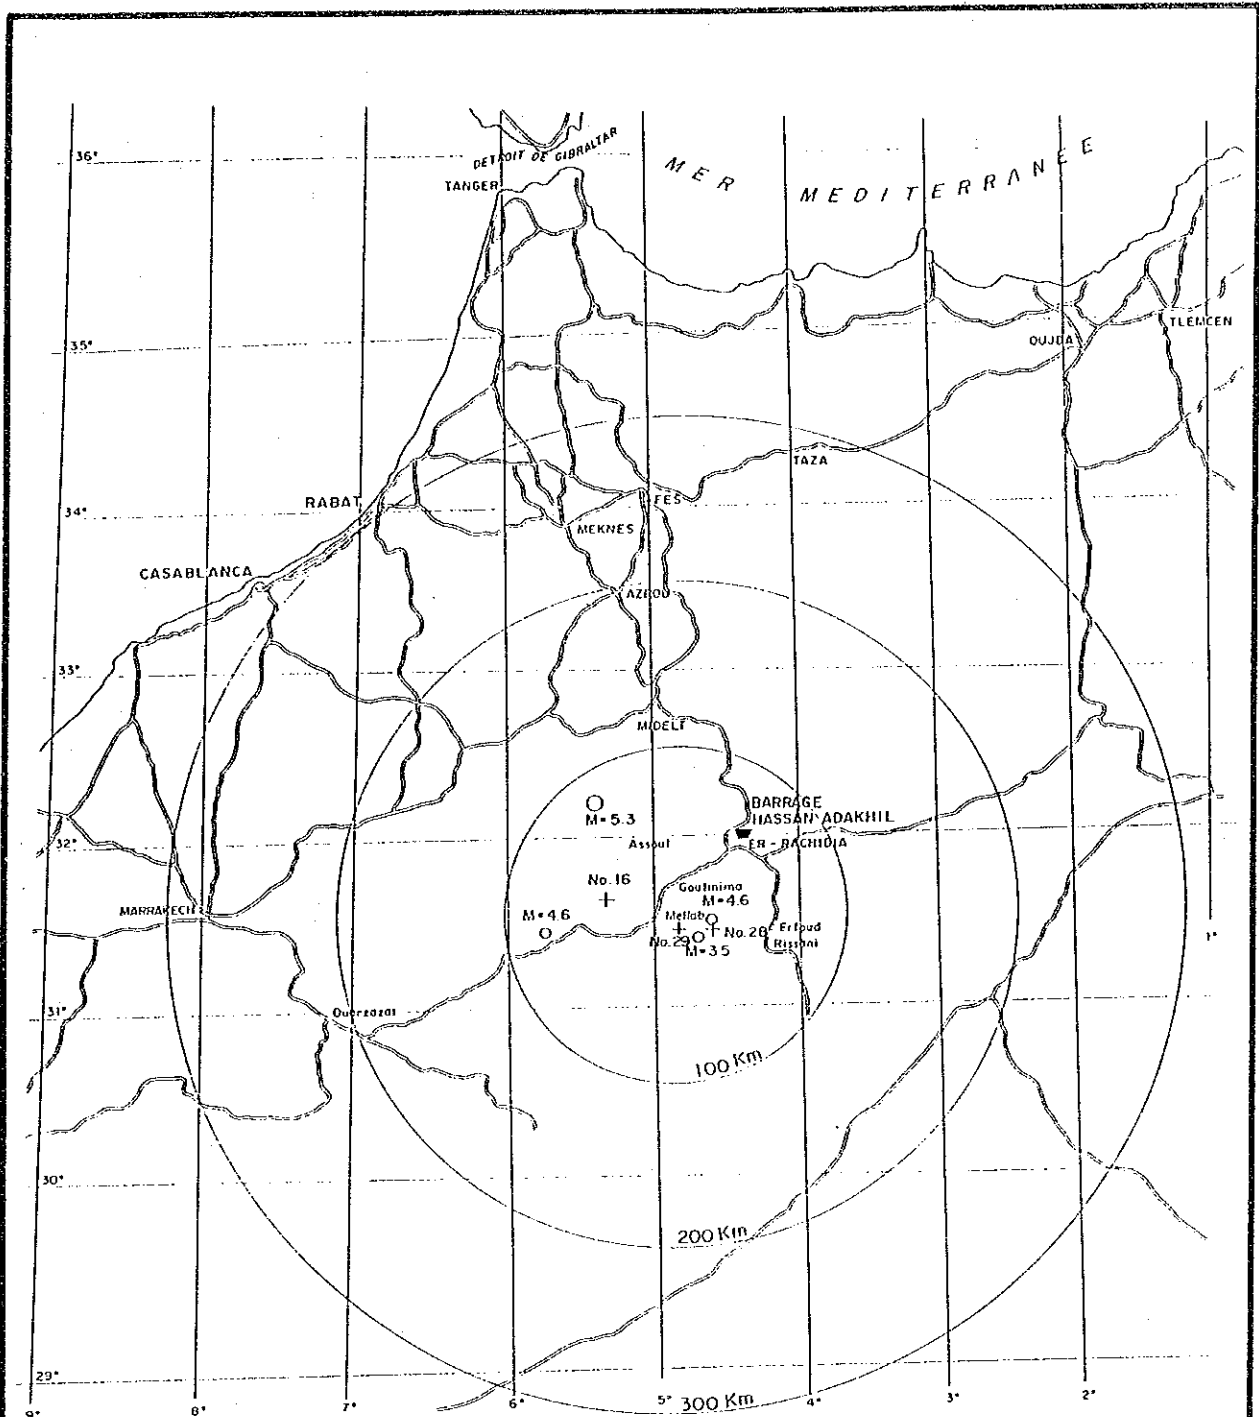 36°
DETROIT DE GIBRALTAR
TANGER
MER MEDITERRANEE
35°
OUJDA
TLEMCEN
TAZA
RABAT
34°
FES
MEKNES
CASABLANCA
AZROU
33°
MIDELT
M=5.3
BARRAGE
HASSAN ADAKHIL
32°
Assoul
ER-RACHIDIA
No.16
Goulmima
MARRAKECH
M=4.6
M=4.6
Mellab
No.28
Erfoud
No.29
Rissani
M=3.5
1°
31°
Ouarzazat
100 Km
30°
200 Km
29°
9°
8°
7°
6°
5°
300 Km
4°
3°
2°